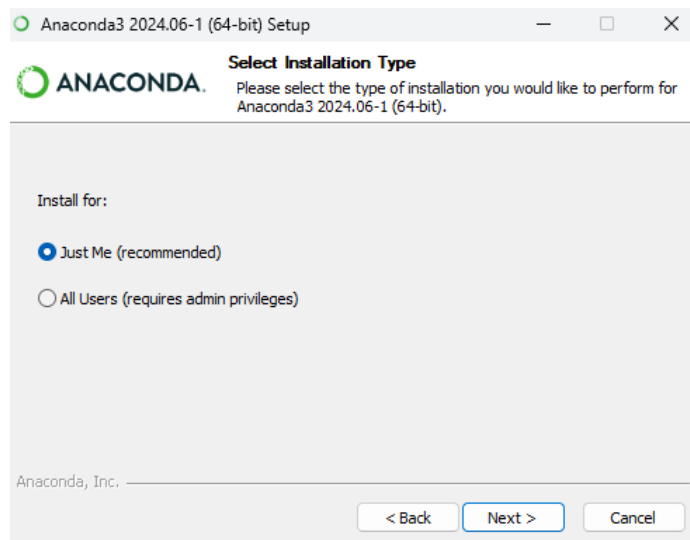 Anaconda3 2024.06-1 (64-bit) Setup
ANACONDA.
Select Installation Type
Please select the type of installation you would like to perform for
Anaconda3 2024.06-1 (64-bit).
Install for:
Just Me (recommended)
All Users (requires admin privileges)
Anaconda, Inc.
< Back Next > Cancel